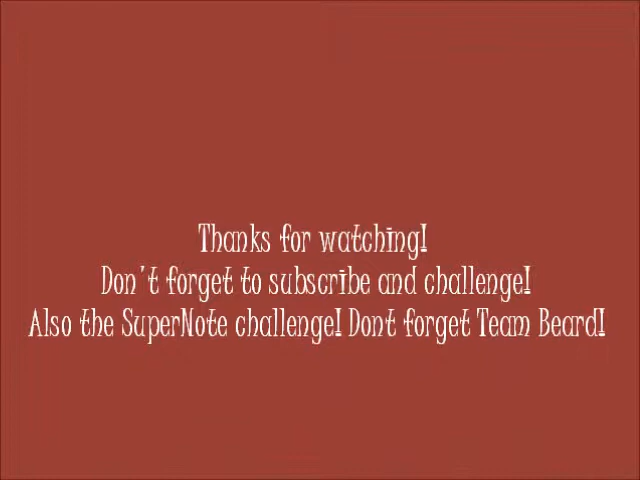 Thanks for watching!
Don't forget to subscribe and challenge!
Also the SuperNote challenge! Dont forget Team Beard!